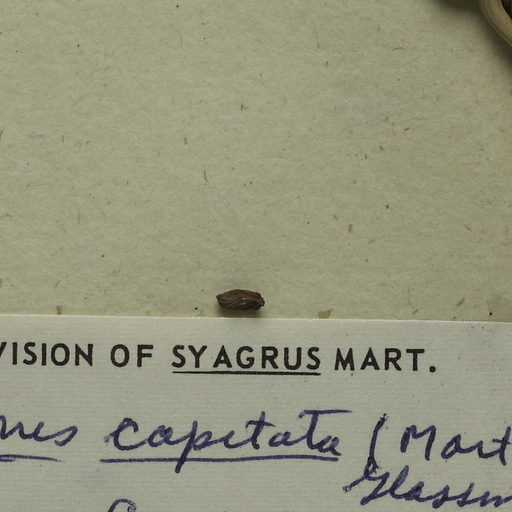 VISION OF SYAGRUS MART.
capitata (Mart
Glassm